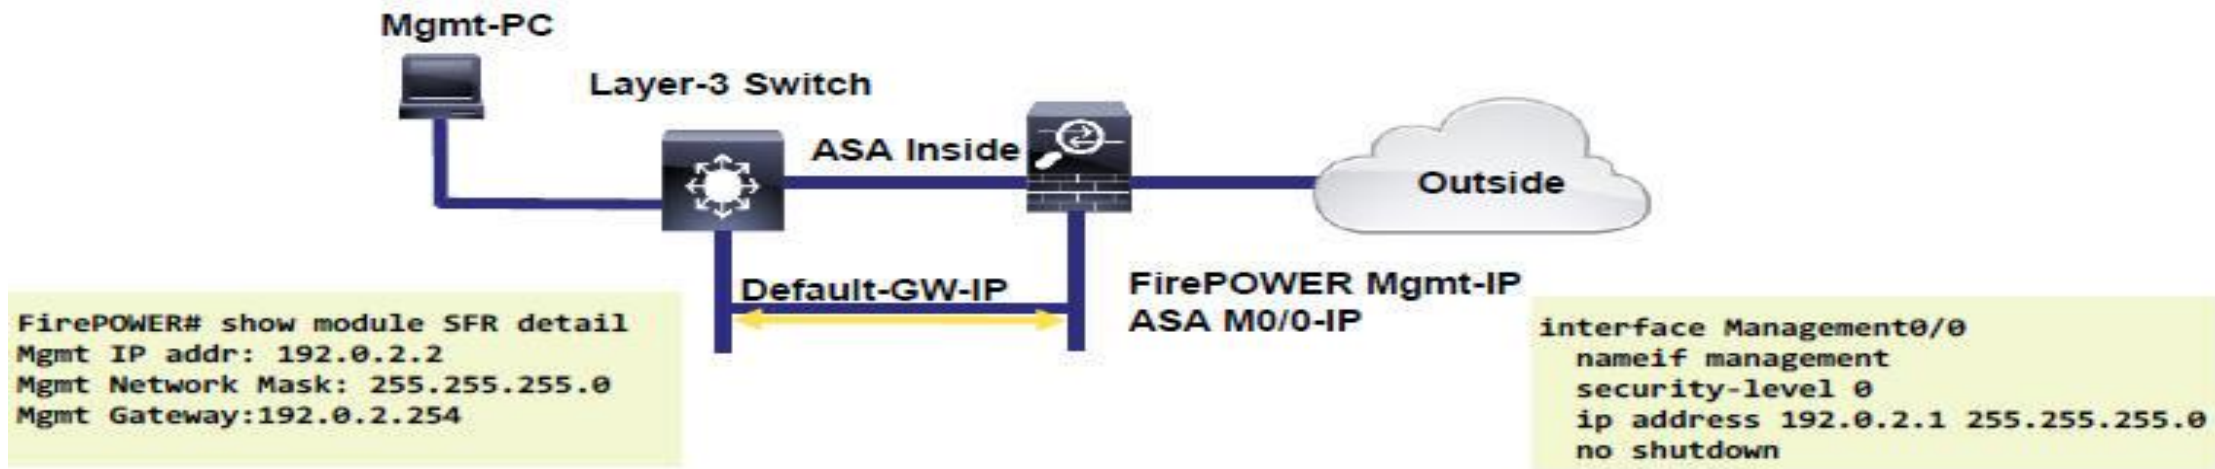 Mgmt-PC
Layer-3 Switch
ASA Inside
Outside
Default-GW-IP
FirePOWER Mgmt-IP
ASA M0/0-IP
FirePOWER# show module SFR detail
Mgmt IP addr: 192.0.2.2
Mgmt Network Mask: 255.255.255.0
Mgmt Gateway:192.0.2.254
interface Management0/0
nameif management
security-level 0
ip address 192.0.2.1 255.255.255.0
no shutdown